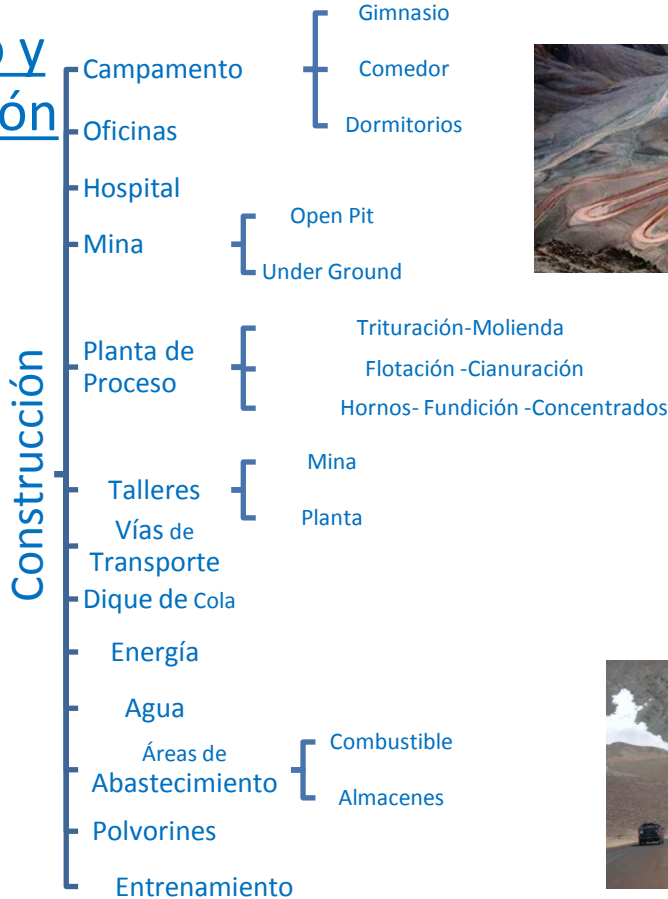 y
ón
Construcción
Campamento
Gimnasio
Comedor
Dormitorios
Oficinas
Hospital
Mina
Open Pit
Under Ground
Planta de
Proceso
Trituración-Molienda
Flotación -Cianuración
Hornos- Fundición -Concentrados
Talleres
Mina
Planta
Vías de
Transporte
Dique de Cola
Energía
Agua
Áreas de
Abastecimiento
Combustible
Almacenes
Polvorines
Entrenamiento